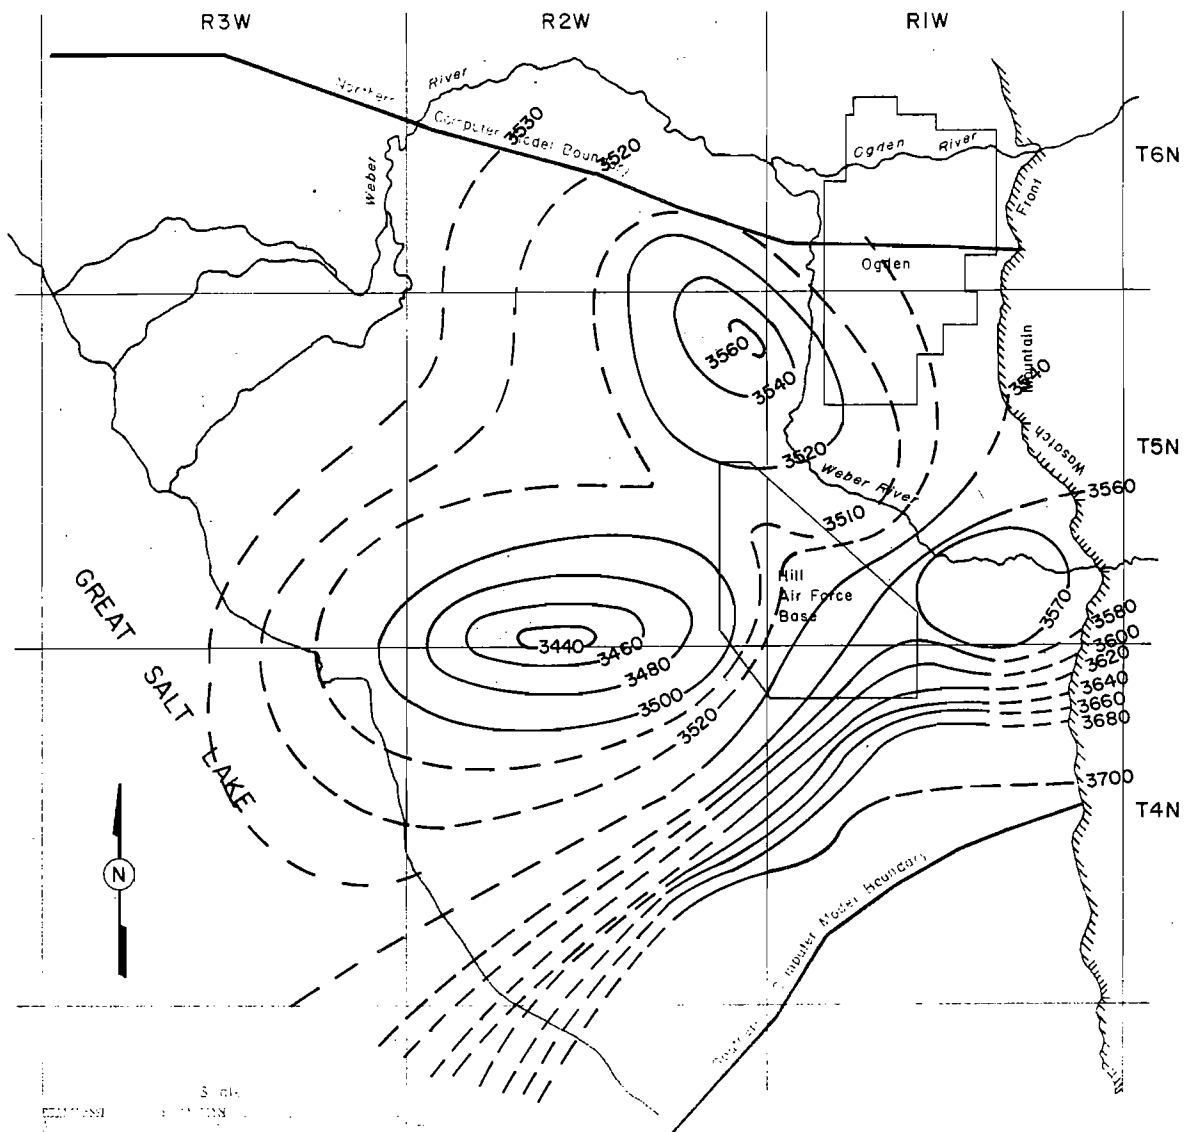 R3W
R2W
R1W
Northern
Computer Model Boundary
River
Weber
3530
3520
Ogden River
T6N
Front
Ogden
3560
3540
3520
Mountain
3540
Wasatch
T5N
Weber River
3510
3560
Hill
Air Force
Base
3570
3580
3600
3620
3640
3660
3680
3440
3460
3480
3500
3520
GREAT
SALT
LAKE
3700
T4N
N
Computer Model Boundary